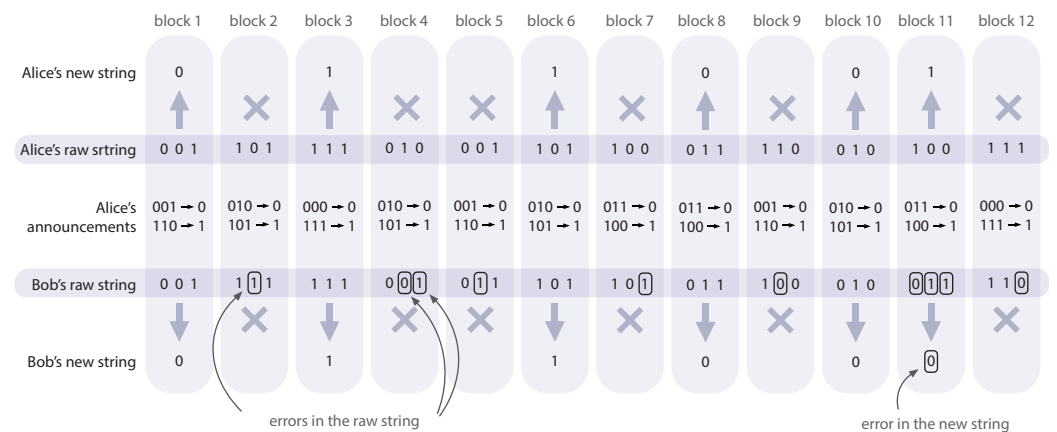 block 1 block 2 block 3 block 4 block 5 block 6 block 7 block 8 block 9 block 10 block 11 block 12
Alice's new string 0 1 1 0 0 1
Alice's raw srtring 0 0 1 1 0 1 1 1 1 0 1 0 0 0 1 1 0 1 1 0 0 0 1 1 1 1 0 0 1 0 1 0 0 1 1 1
Alice's 001 → 0 010 → 0 000 → 0 010 → 0 001 → 0 010 → 0 011 → 0 011 → 0 001 → 0 010 → 0 011 → 0 000 → 0
announcements 110 → 1 101 → 1 111 → 1 101 → 1 110 → 1 101 → 1 100 → 1 100 → 1 110 → 1 101 → 1 100 → 1 111 → 1
Bob's raw string 0 0 1 1 1 1 1 1 1 0 0 1 0 1 1 1 0 1 1 0 1 0 1 1 1 0 0 0 1 0 0 1 1 1 1 0
Bob's new string 0 1 1 0 0 0
errors in the raw string error in the new string